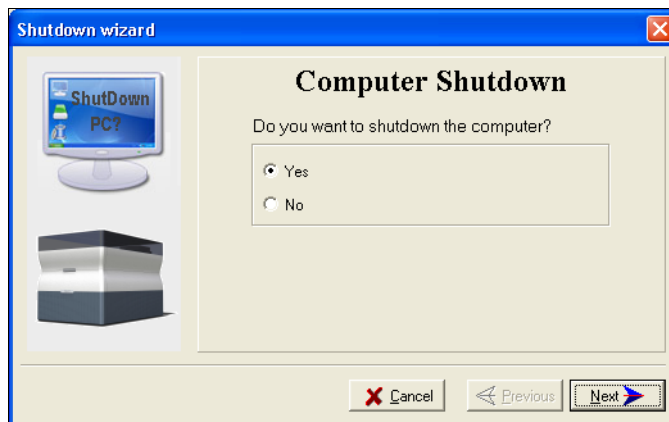 Shutdown wizard
ShutDown
PC?
Computer Shutdown
Do you want to shutdown the computer?
Yes
No
Cancel
Previous
Next